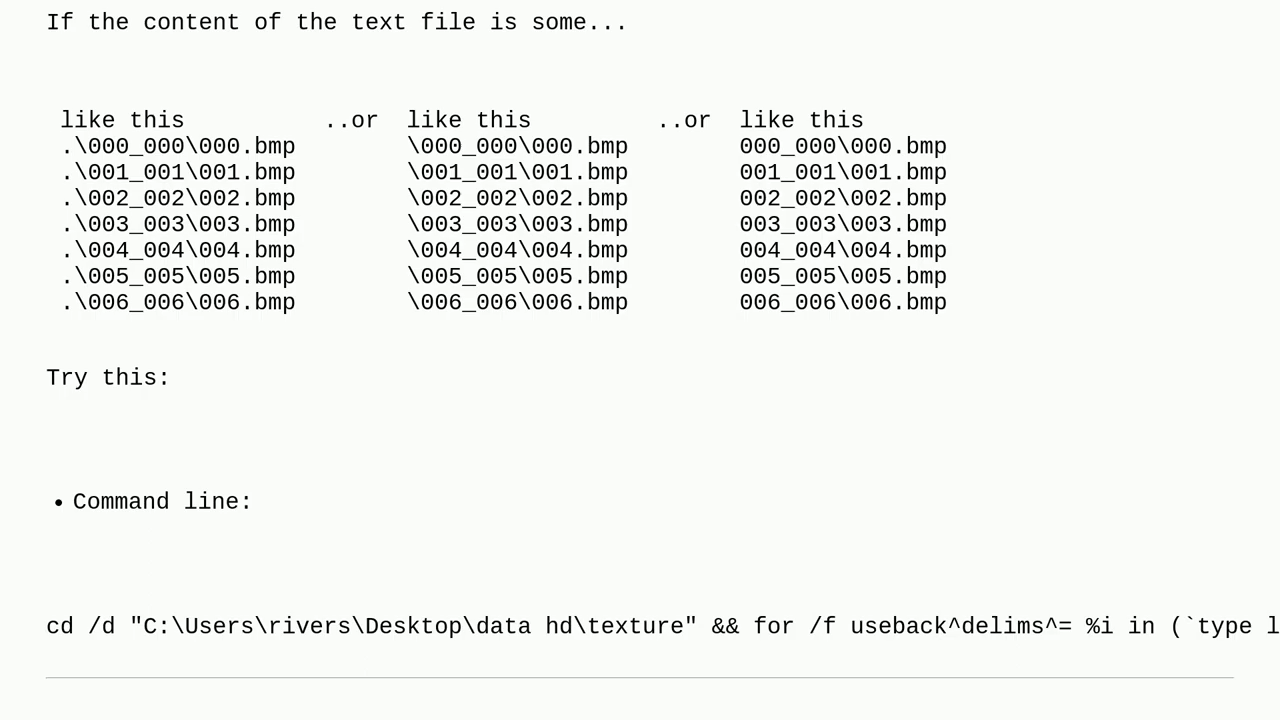 If the content of the text file is some...
like this ..or like this ..or like this
.\000_000\000.bmp \000_000\000.bmp 000_000\000.bmp
.\001_001\001.bmp \001_001\001.bmp 001_001\001.bmp
.\002_002\002.bmp \002_002\002.bmp 002_002\002.bmp
.\003_003\003.bmp \003_003\003.bmp 003_003\003.bmp
.\004_004\004.bmp \004_004\004.bmp 004_004\004.bmp
.\005_005\005.bmp \005_005\005.bmp 005_005\005.bmp
.\006_006\006.bmp \006_006\006.bmp 006_006\006.bmp
Try this:
• Command line:
cd /d "C:\Users\rivers\Desktop\data hd\texture" && for /f useback^delims^= %i in (`type l